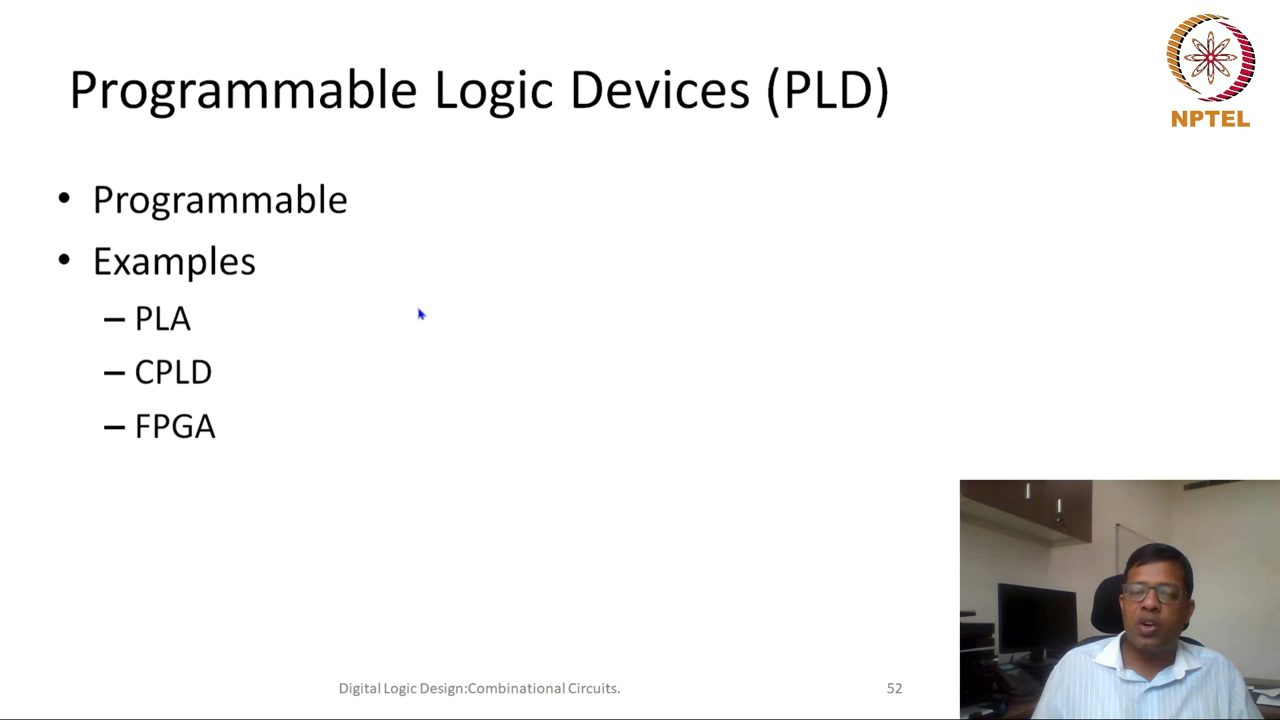 Programmable Logic Devices (PLD)
NPTEL
• Programmable
• Examples
– PLA
– CPLD
– FPGA
Digital Logic Design:Combinational Circuits.
52